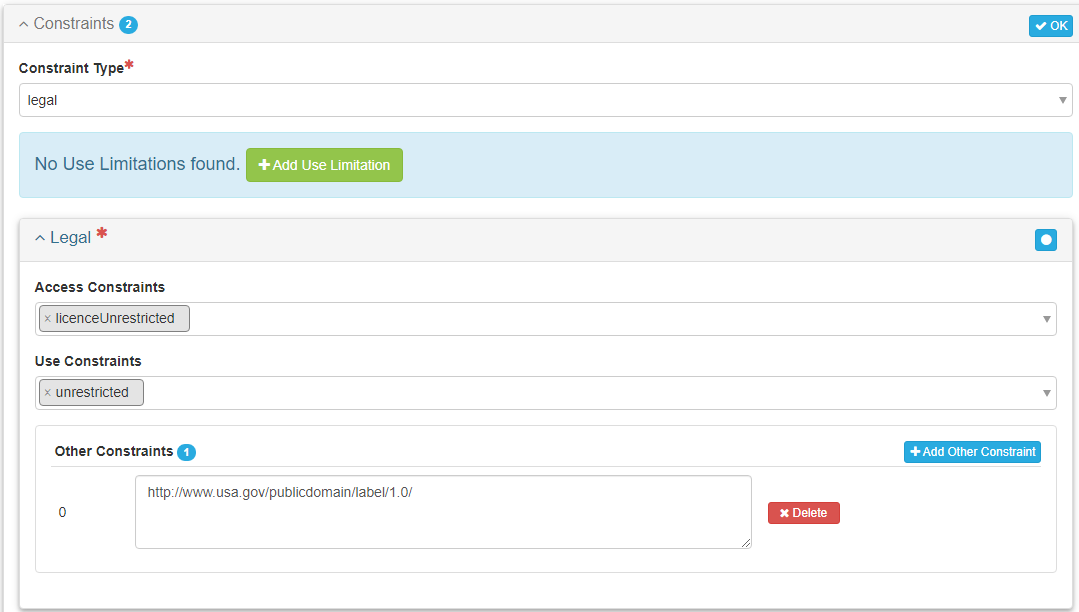 Constraints 2
OK
Constraint Type*
legal
No Use Limitations found.
Add Use Limitation
Legal *
Access Constraints
× licenceUnrestricted
Use Constraints
× unrestricted
Other Constraints 1
Add Other Constraint
0
http://www.usa.gov/publicdomain/label/1.0/
Delete